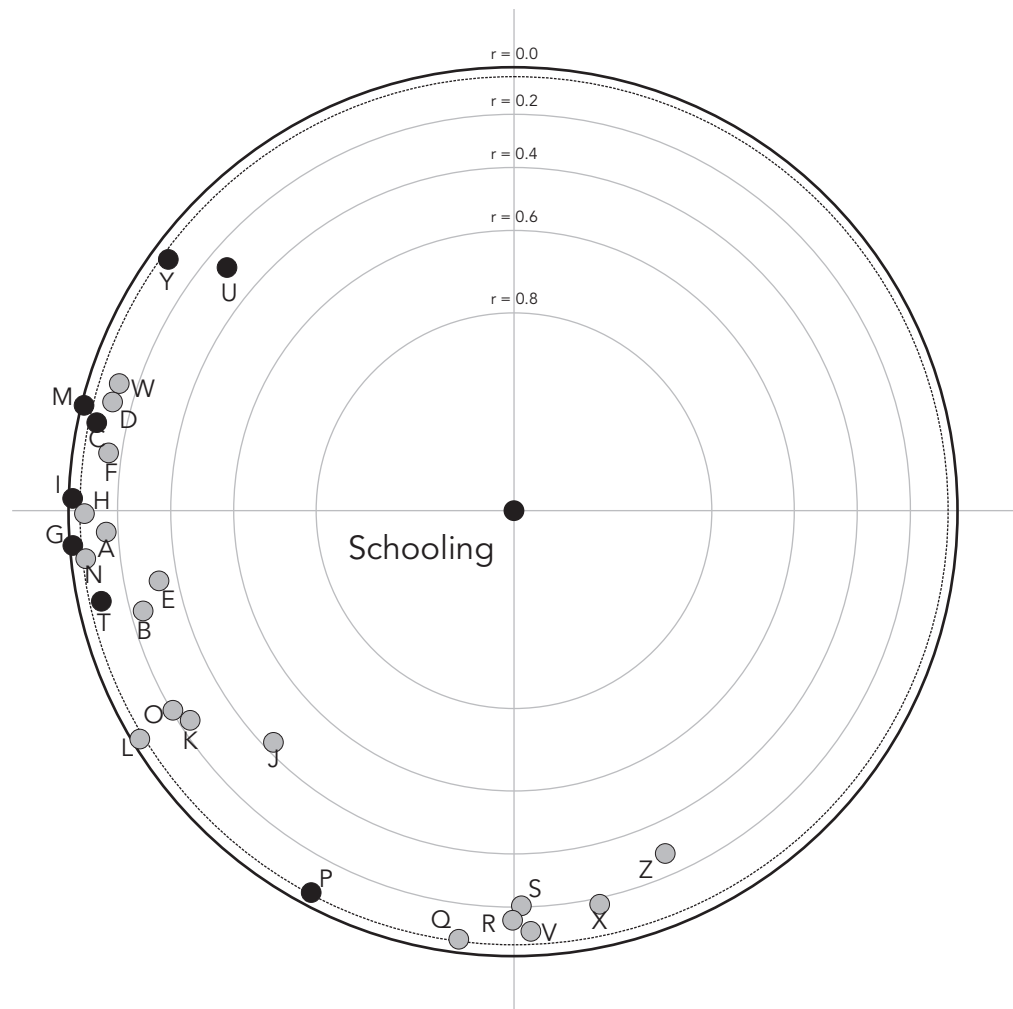 r = 0.0
r = 0.2
r = 0.4
r = 0.6
r = 0.8
Y
U
W
M
D
C
F
I
H
G
A
N
Schooling
E
T
B
O
K
L
J
P
S
Z
Q
R
X
V